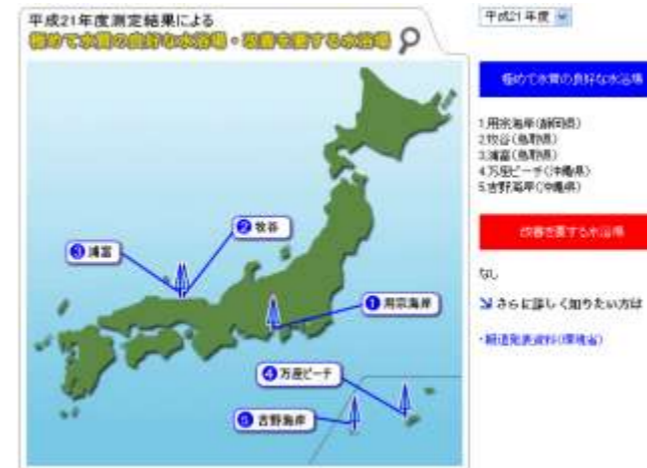 平成21年度測定結果による
極めて水質の良好な水浴場・改善を要する水浴場
平成21年度
極めて水質の良好な水浴場
1.用宗海岸(静岡県)
2.牧谷(鳥取県)
3.浦富(鳥取県)
4.万座ビーチ(沖縄県)
5.吉野海岸(沖縄県)
改善を要する水浴場
なし
さらに詳しく知りたい方は
・報道発表資料(環境省)
2 牧谷
3 浦富
1 用宗海岸
4 万座ビーチ
5 吉野海岸